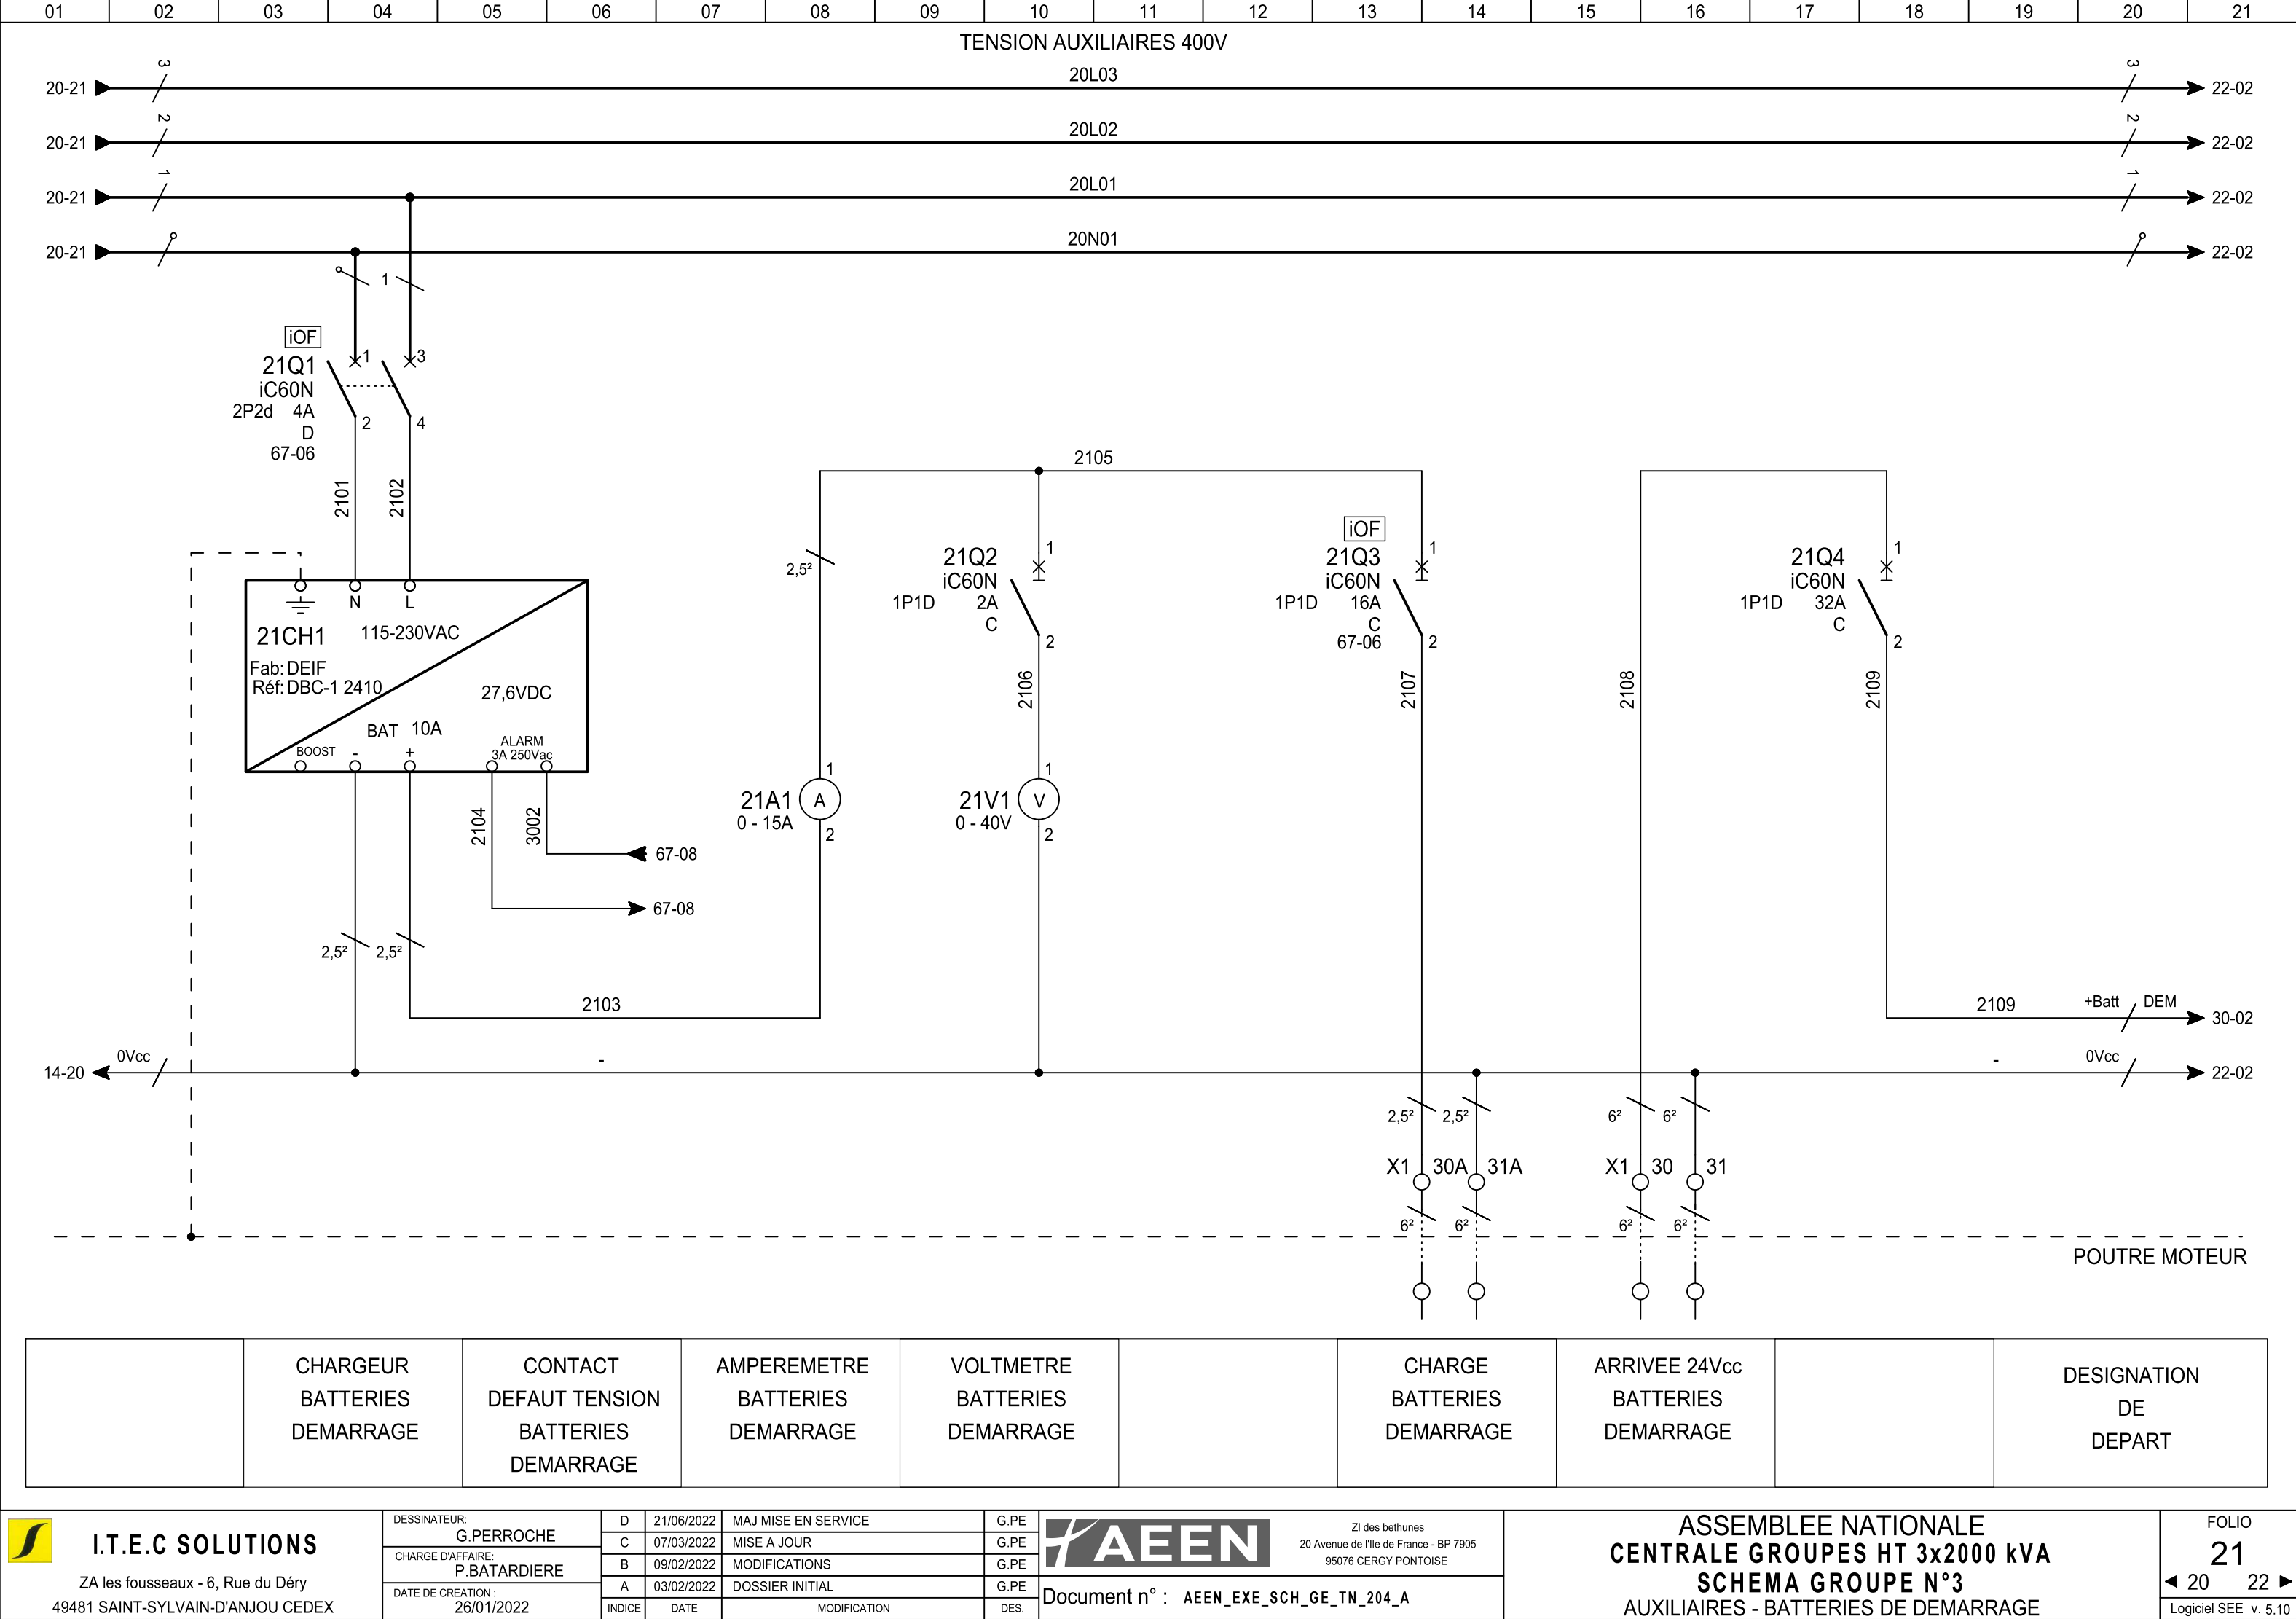 01 02 03 04 05 06 07 08 09 10 11 12 13 14 15 16 17 18 19 20 21
TENSION AUXILIAIRES 400V
3 20L03 3
20-21 22-02
2 20L02 2
20-21 22-02
1 20L01 1
20-21 22-02
20N01
20-21 22-02
1
iOF
21Q1 1 3
iC60N
2P2d 4A 2 4
D
67-06
2101 2102
2105
2,5²
21Q2 1
iC60N
1P1D 2A
C 2
2106
iOF
21Q3 1
iC60N
1P1D 16A
C
67-06 2
2107
2108
21Q4 1
iC60N
1P1D 32A
C 2
2109
N L
21CH1 115-230VAC
Fab: DEIF
Réf: DBC-1 2410
27,6VDC
BAT 10A
BOOST - + ALARM
3A 250Vac
2104 3002
67-08
67-08
21A1 A 1
0 - 15A 2
21V1 V 1
0 - 40V 2
2,5² 2,5²
2103
2109 +Batt DEM
30-02
0Vcc - - 0Vcc
14-20 22-02
2,5² 2,5² 6² 6²
X1 30A 31A X1 30 31
6² 6² 6² 6²
POUTRE MOTEUR
CHARGEUR
BATTERIES
DEMARRAGE
CONTACT
DEFAUT TENSION
BATTERIES
DEMARRAGE
AMPEREMETRE
BATTERIES
DEMARRAGE
VOLTMETRE
BATTERIES
DEMARRAGE
CHARGE
BATTERIES
DEMARRAGE
ARRIVEE 24Vcc
BATTERIES
DEMARRAGE
DESIGNATION
DE
DEPART
I.T.E.C SOLUTIONS
ZA les fousseaux - 6, Rue du Déry
49481 SAINT-SYLVAIN-D'ANJOU CEDEX
DESSINATEUR:
G.PERROCHE
CHARGE D'AFFAIRE:
P.BATARDIERE
DATE DE CREATION :
26/01/2022
D 21/06/2022 MAJ MISE EN SERVICE G.PE
C 07/03/2022 MISE A JOUR G.PE
B 09/02/2022 MODIFICATIONS G.PE
A 03/02/2022 DOSSIER INITIAL G.PE
INDICE DATE MODIFICATION DES.
AEEN
ZI des bethunes
20 Avenue de l'Ile de France - BP 7905
95076 CERGY PONTOISE
Document n° : AEEN_EXE_SCH_GE_TN_204_A
ASSEMBLEE NATIONALE
CENTRALE GROUPES HT 3x2000 kVA
SCHEMA GROUPE N°3
AUXILIAIRES - BATTERIES DE DEMARRAGE
FOLIO
21
20 22
Logiciel SEE v. 5.10